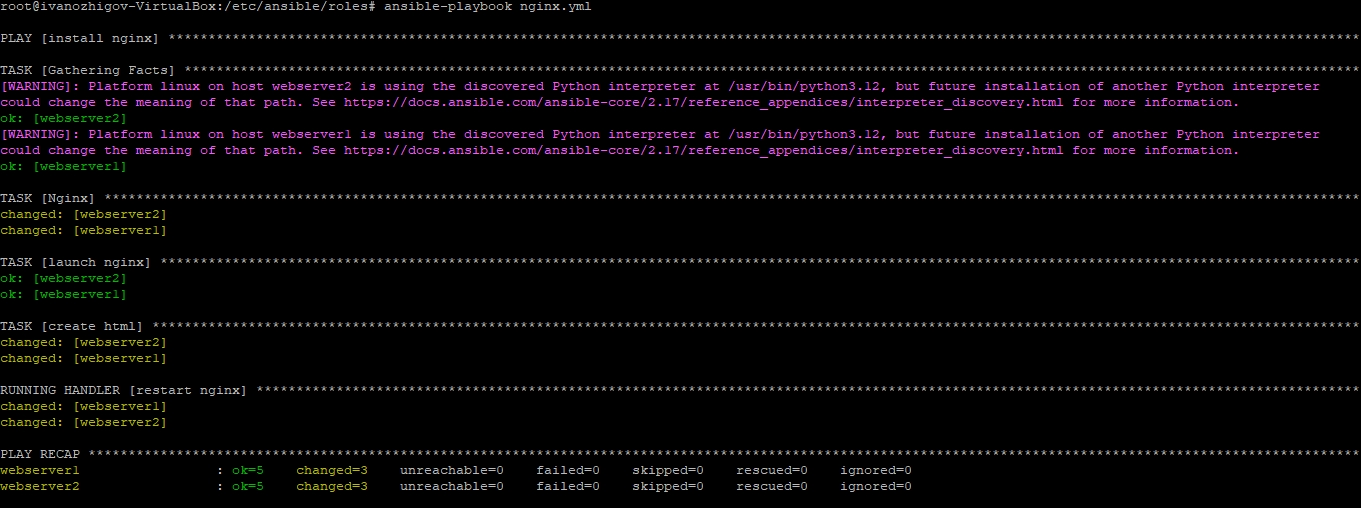 root@ivanozhigov-VirtualBox:/etc/ansible/roles# ansible-playbook nginx.yml
PLAY [install nginx] ****************************************************************************************************************************************************
TASK [Gathering Facts] **************************************************************************************************************************************************
[WARNING]: Platform linux on host webserver2 is using the discovered Python interpreter at /usr/bin/python3.12, but future installation of another Python interpreter
could change the meaning of that path. See https://docs.ansible.com/ansible-core/2.17/reference_appendices/interpreter_discovery.html for more information.
ok: [webserver2]
[WARNING]: Platform linux on host webserver1 is using the discovered Python interpreter at /usr/bin/python3.12, but future installation of another Python interpreter
could change the meaning of that path. See https://docs.ansible.com/ansible-core/2.17/reference_appendices/interpreter_discovery.html for more information.
ok: [webserver1]
TASK [Nginx] ************************************************************************************************************************************************************
changed: [webserver2]
changed: [webserver1]
TASK [launch nginx] *****************************************************************************************************************************************************
ok: [webserver2]
ok: [webserver1]
TASK [create html] ******************************************************************************************************************************************************
changed: [webserver2]
changed: [webserver1]
RUNNING HANDLER [restart nginx] *****************************************************************************************************************************************
changed: [webserver1]
changed: [webserver2]
PLAY RECAP **************************************************************************************************************************************************************
webserver1 : ok=5 changed=3 unreachable=0 failed=0 skipped=0 rescued=0 ignored=0
webserver2 : ok=5 changed=3 unreachable=0 failed=0 skipped=0 rescued=0 ignored=0